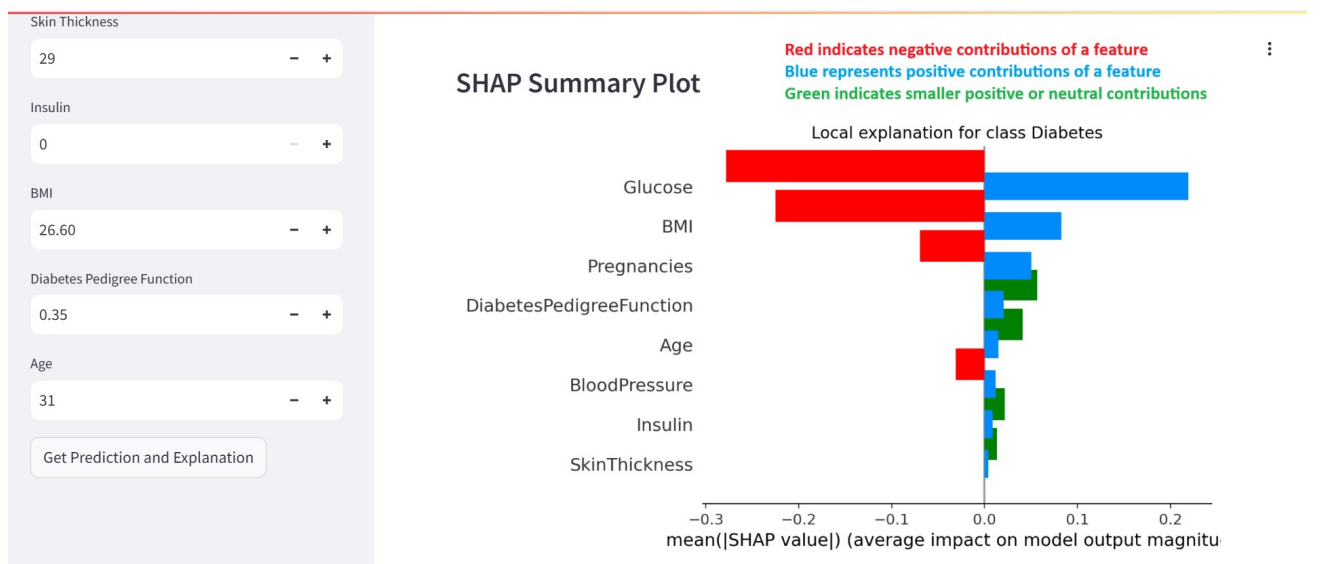 Skin Thickness
29
Insulin
0
BMI
26.60
Diabetes Pedigree Function
0.35
Age
31
Get Prediction and Explanation
SHAP Summary Plot
Red indicates negative contributions of a feature
Blue represents positive contributions of a feature
Green indicates smaller positive or neutral contributions
Local explanation for class Diabetes
Glucose
BMI
Pregnancies
DiabetesPedigreeFunction
Age
BloodPressure
Insulin
SkinThickness
−0.3 −0.2 −0.1 0.0 0.1 0.2
mean(|SHAP value|) (average impact on model output magnitu